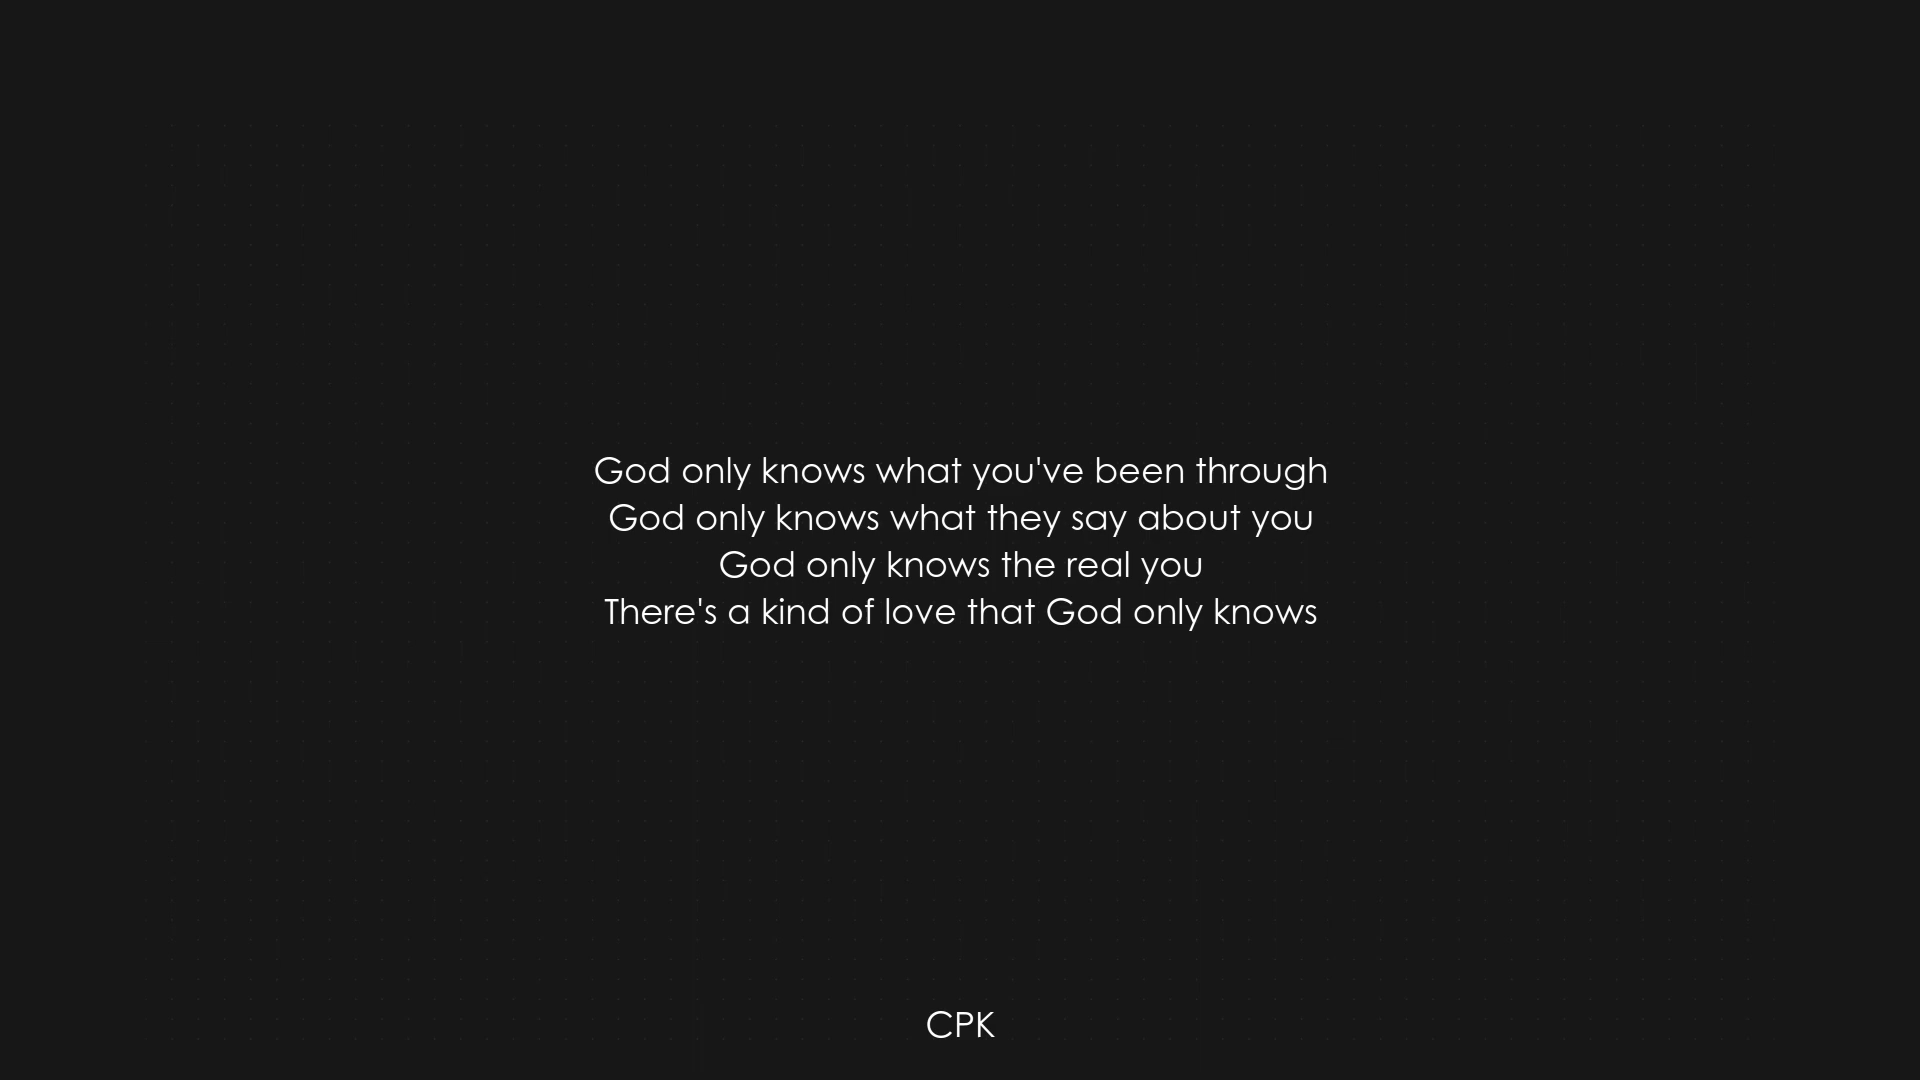 God only knows what you've been through
God only knows what they say about you
God only knows the real you
There's a kind of love that God only knows
CPK